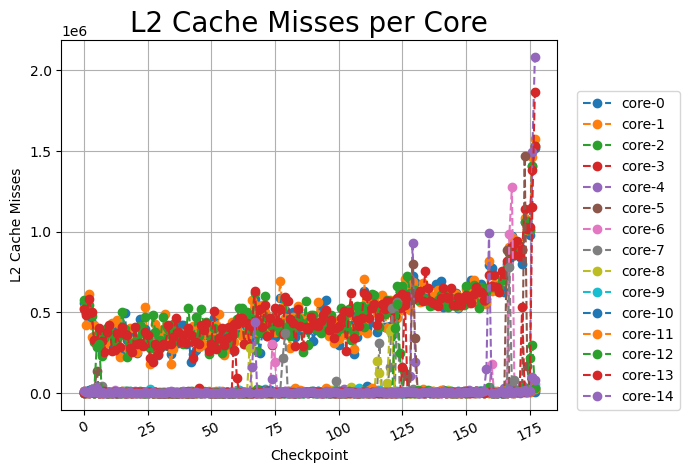 L2 Cache Misses per Core
1e6
2.0
1.5
1.0
0.5
0.0
L2 Cache Misses
0
25
50
75
100
125
150
175
Checkpoint
core-0
core-1
core-2
core-3
core-4
core-5
core-6
core-7
core-8
core-9
core-10
core-11
core-12
core-13
core-14